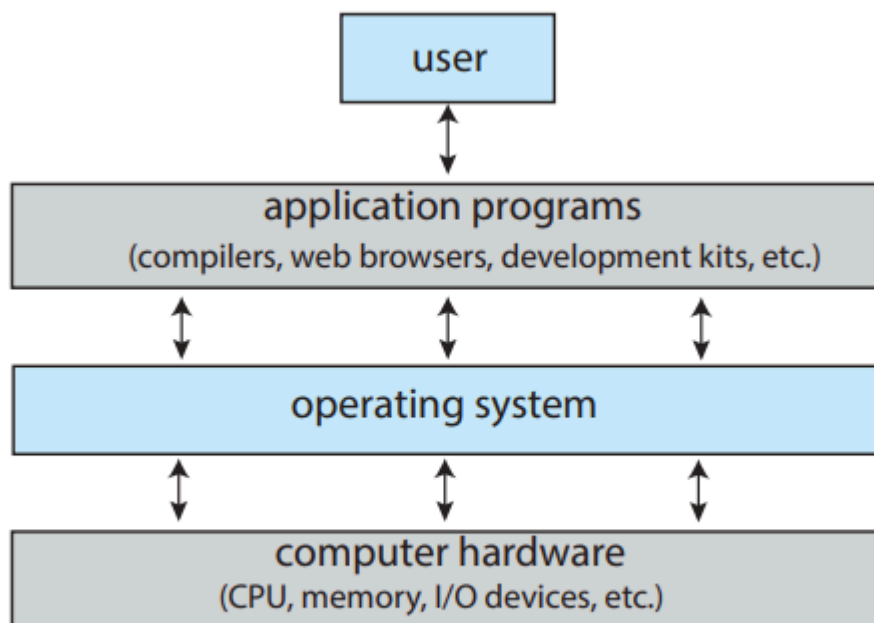 user
application programs
(compilers, web browsers, development kits, etc.)
operating system
computer hardware
(CPU, memory, I/O devices, etc.)